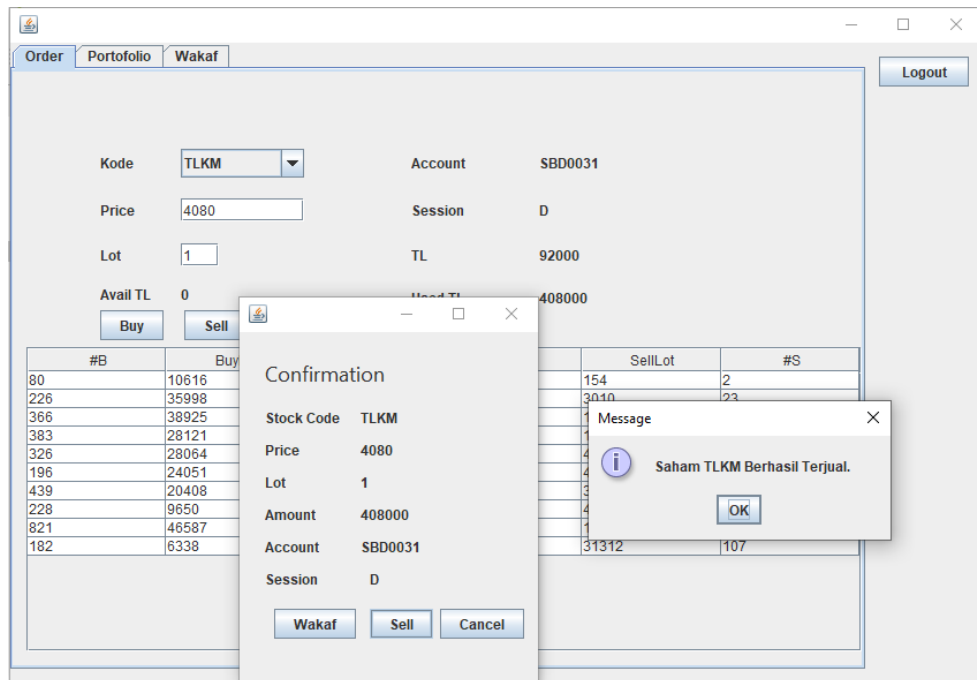 Order Portofolio Wakaf
Logout
Kode TLKM Account SBD0031
Price 4080 Session D
Lot 1 TL 92000
Avail TL 0 408000
Buy Sell
#B Buy SellLot #S
80 10616 154 2
226 35998 3010 23
366 38925
383 28121
326 28064
196 24051
439 20408
228 9650
821 46587
182 6338 31312 107
Confirmation
Stock Code TLKM
Price 4080
Lot 1
Amount 408000
Account SBD0031
Session D
Wakaf Sell Cancel
Message
Saham TLKM Berhasil Terjual.
OK